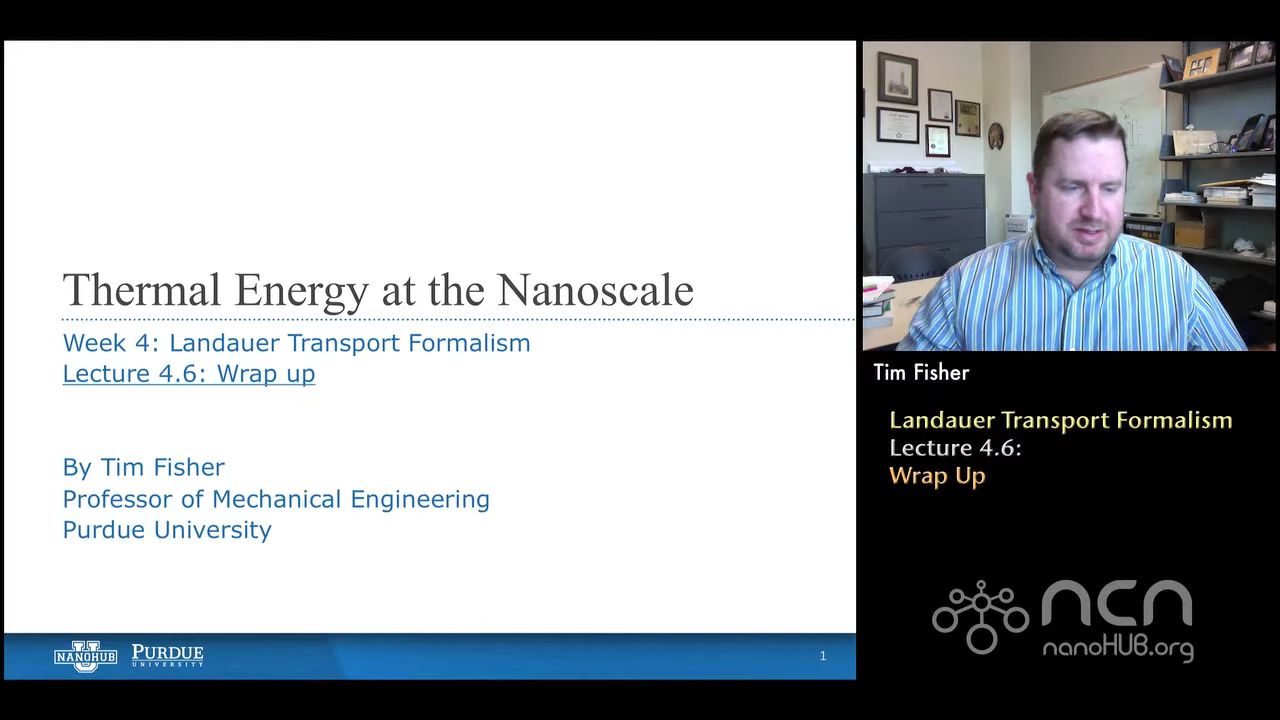 Thermal Energy at the Nanoscale
Week 4: Landauer Transport Formalism
Lecture 4.6: Wrap up
By Tim Fisher
Professor of Mechanical Engineering
Purdue University
NANOHUB
U
PURDUE
UNIVERSITY
1
Tim Fisher
Landauer Transport Formalism
Lecture 4.6:
Wrap Up
ncn
nanoHUB.org